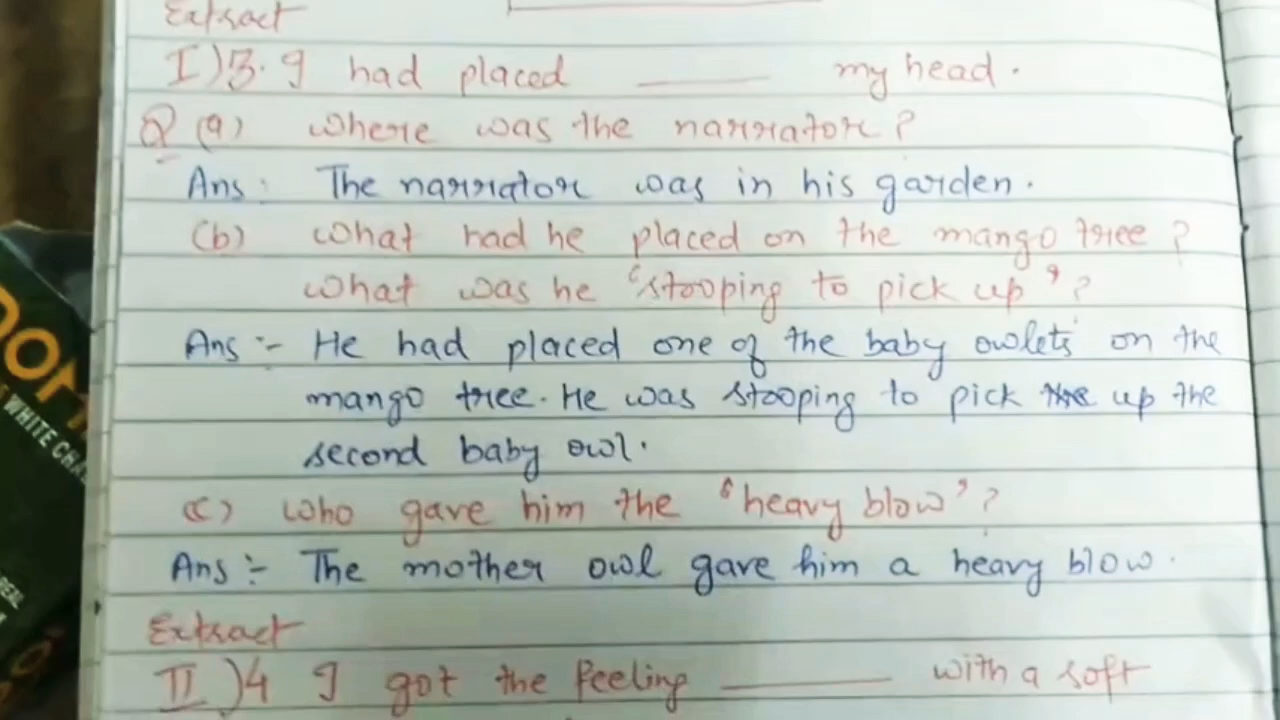 Extract
I) 3. I had placed ______ my head.
Q (a) Where was the narrator?
Ans: The narrator was in his garden.
(b) What had he placed on the mango tree?
What was he 'stooping to pick up'?
Ans :- He had placed one of the baby owlets on the
mango tree. He was stooping to pick up the
second baby owl.
(c) Who gave him the 'heavy blow'?
Ans :- The mother owl gave him a heavy blow.
Extract
II) 4 I got the feeling ______ with a soft
WHITE